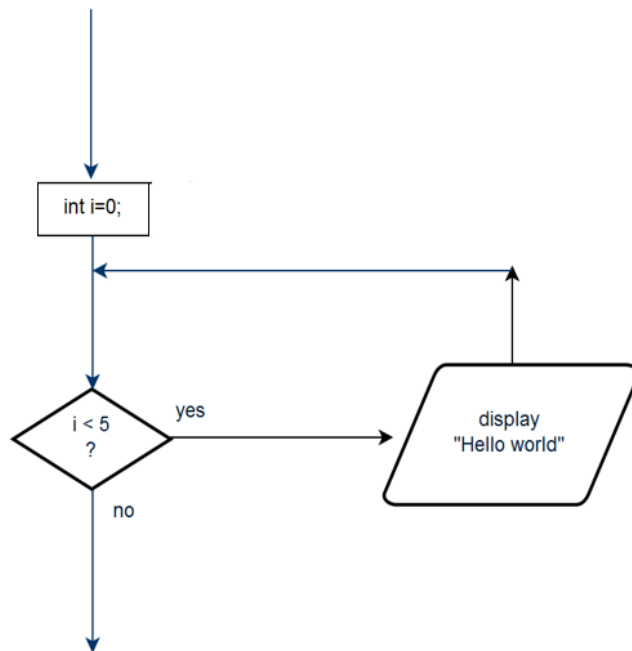 int i=0;
i < 5
?
yes
display
"Hello world"
no